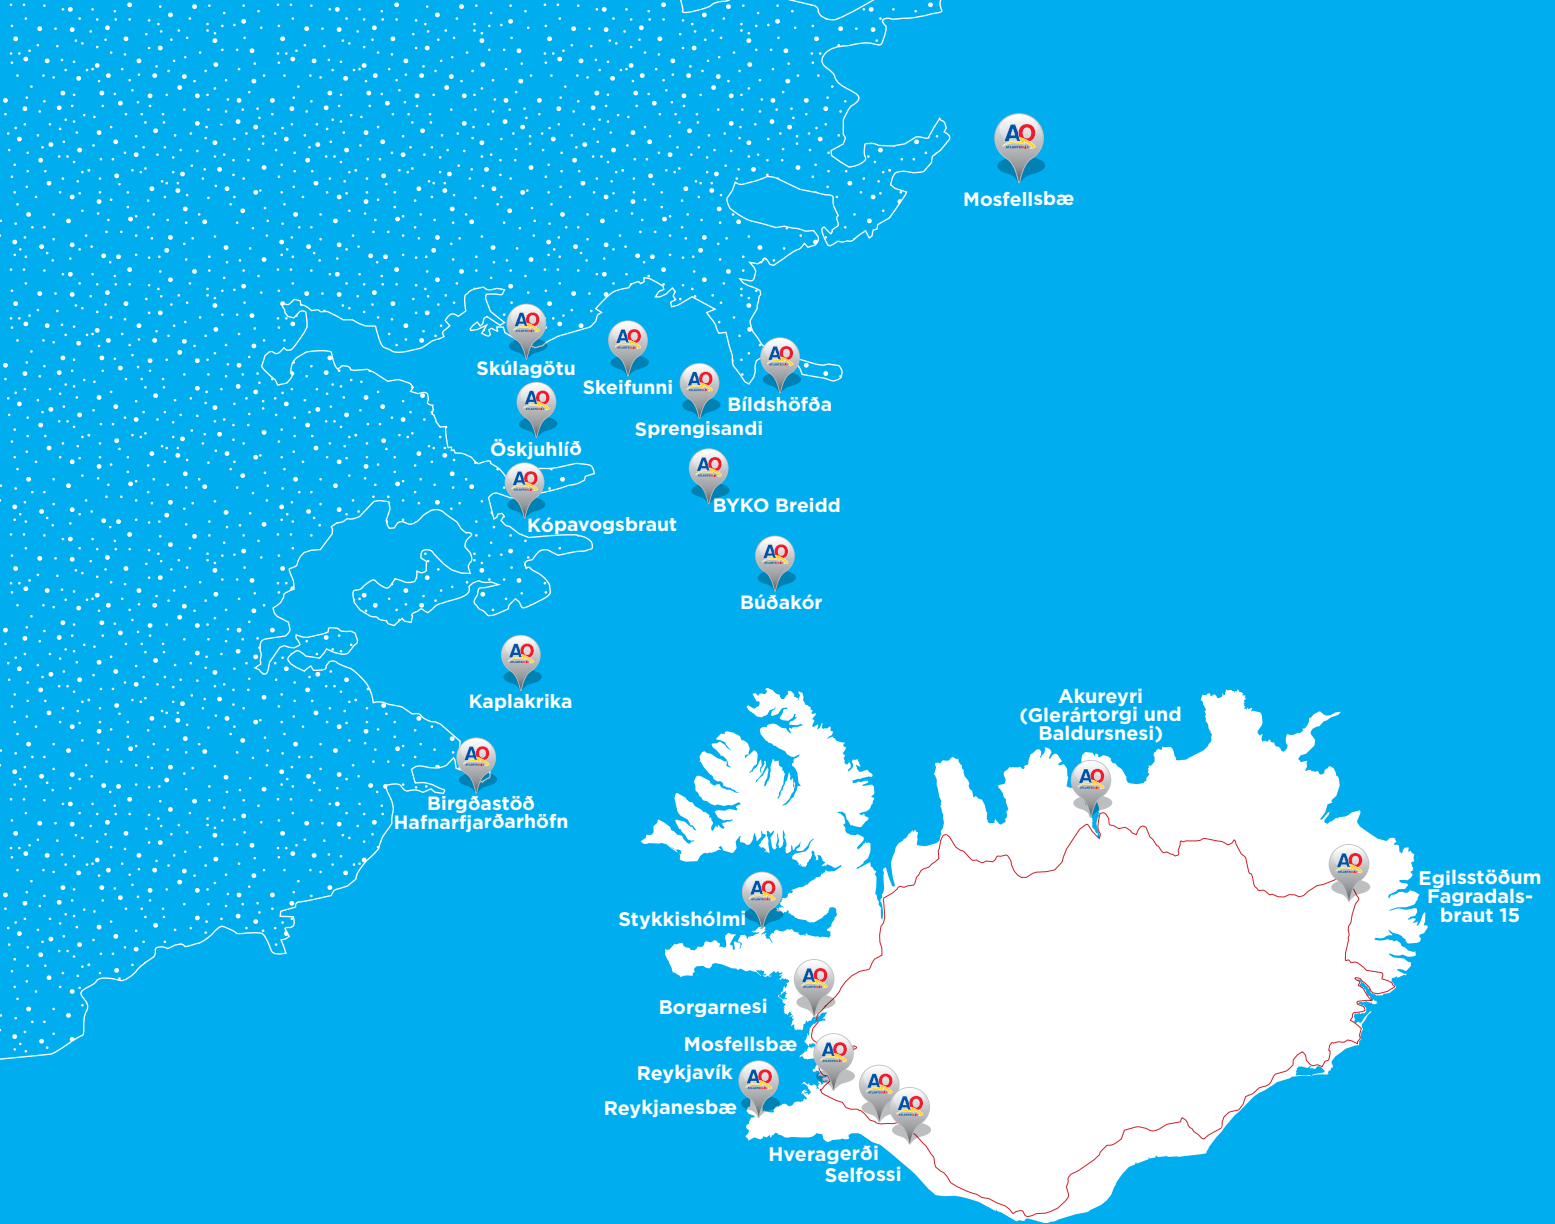 AO
Mosfellsbæ
Skúlagötu
Skeifunni
Bíldshöfða
Sprengisandi
Öskjuhlíð
BYKO Breidd
Kópavogsbraut
Búðakór
Kaplakrika
Birgðastöð
Hafnarfjarðarhöfn
Akureyri
(Glerártorgi und
Baldursnesi)
Egilsstöðum
Fagradals-
braut 15
Stykkishólmi
Borgarnesi
Mosfellsbæ
Reykjavík
Reykjanesbæ
Hveragerði
Selfossi